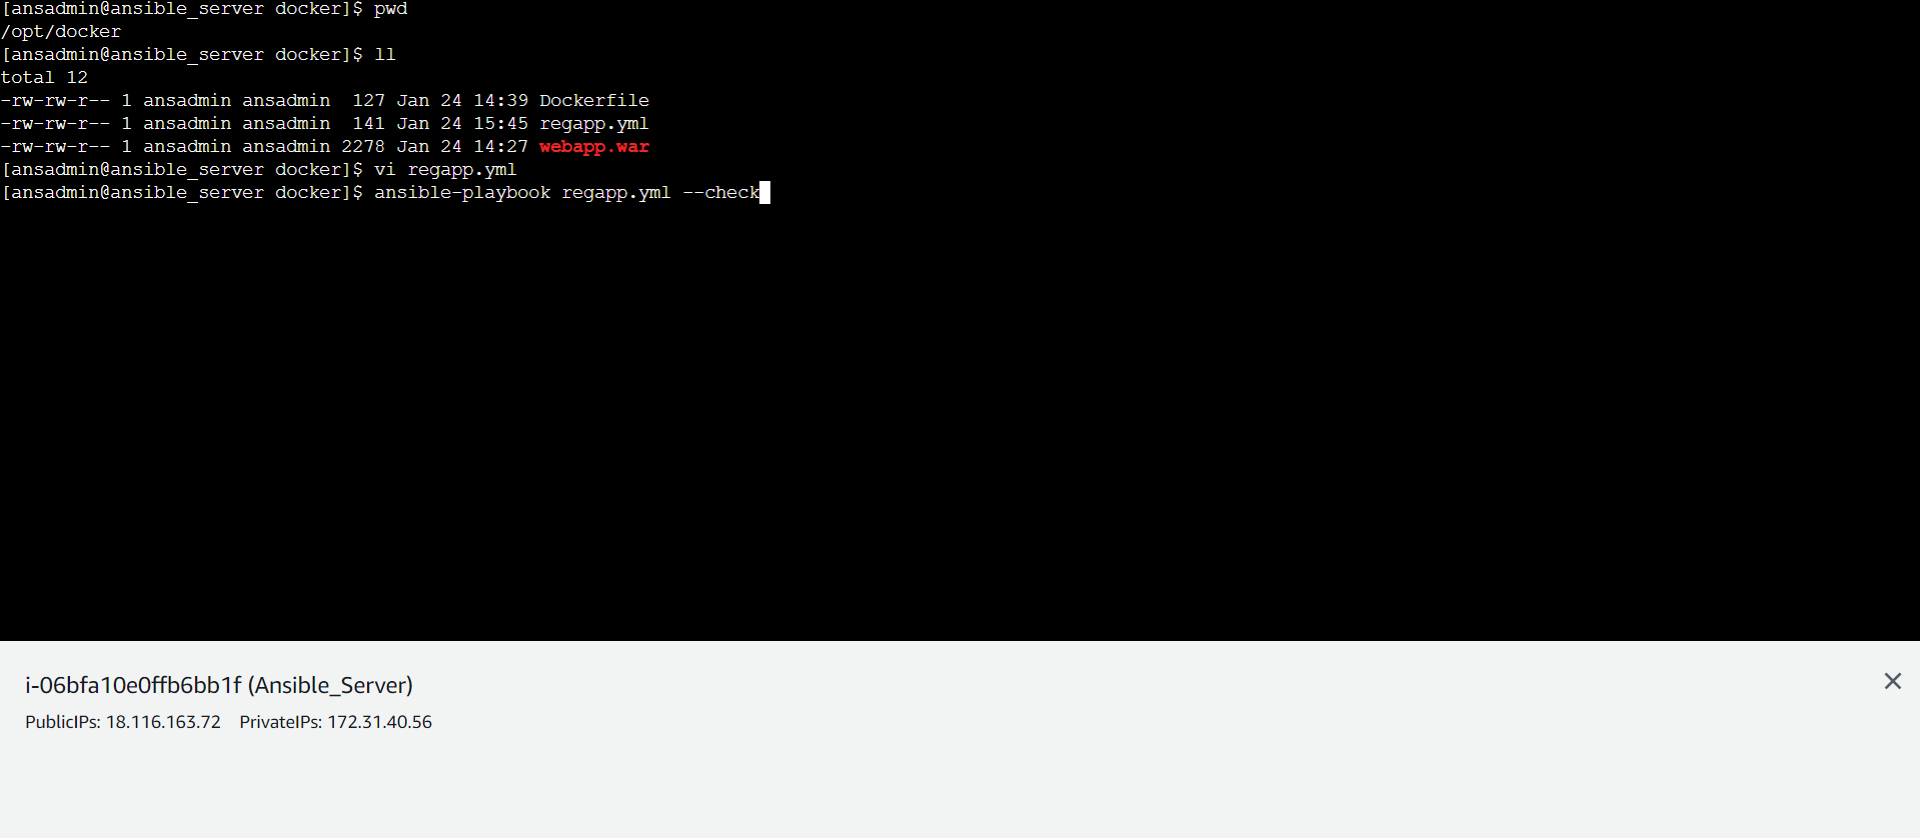 [ansadmin@ansible_server docker]$ pwd
/opt/docker
[ansadmin@ansible_server docker]$ ll
total 12
-rw-rw-r-- 1 ansadmin ansadmin  127 Jan 24 14:39 Dockerfile
-rw-rw-r-- 1 ansadmin ansadmin  141 Jan 24 15:45 regapp.yml
-rw-rw-r-- 1 ansadmin ansadmin 2278 Jan 24 14:27 webapp.war
[ansadmin@ansible_server docker]$ vi regapp.yml
[ansadmin@ansible_server docker]$ ansible-playbook regapp.yml --check
i-06bfa10e0ffb6bb1f (Ansible_Server)
PublicIPs: 18.116.163.72 PrivateIPs: 172.31.40.56